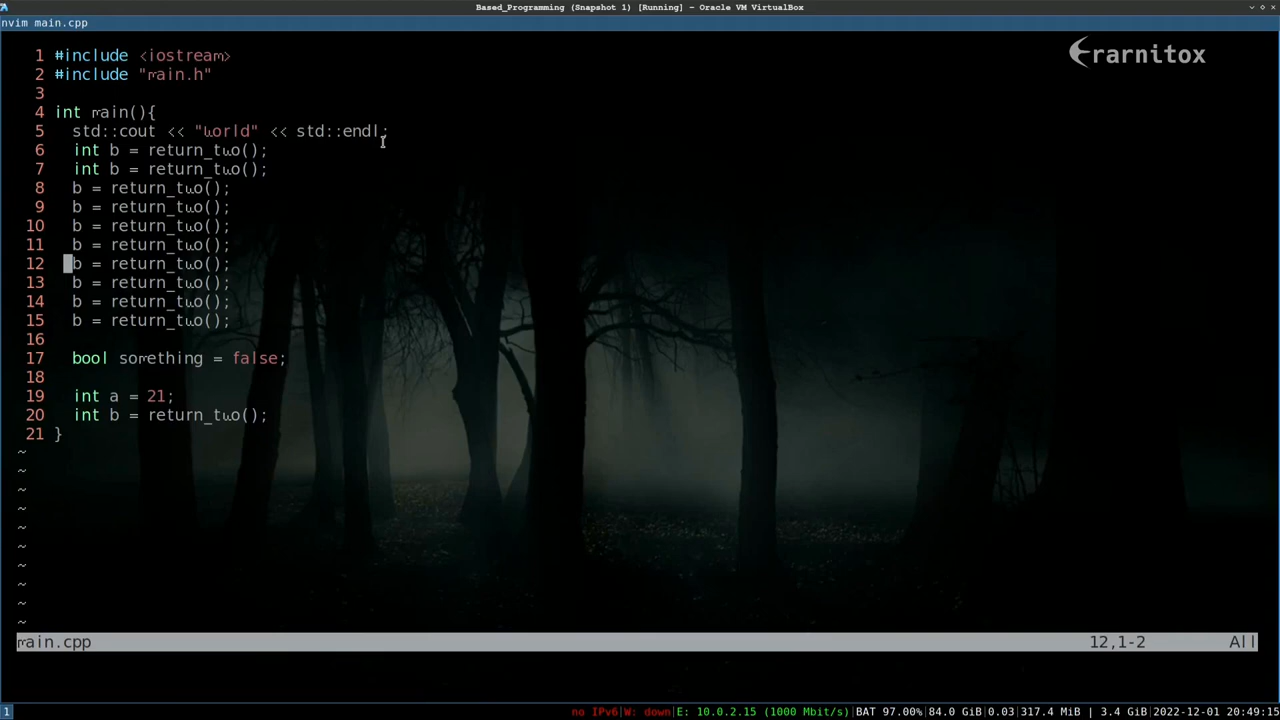 Based_Programming (Snapshot 1) [Running] - Oracle VM VirtualBox
nvim main.cpp
rarnitox
1 #include <iostream>
2 #include "main.h"
3
4 int main(){
5 std::cout << "world" << std::endl;
6 int b = return_two();
7 int b = return_two();
8 b = return_two();
9 b = return_two();
10 b = return_two();
11 b = return_two();
12 b = return_two();
13 b = return_two();
14 b = return_two();
15 b = return_two();
16
17 bool something = false;
18
19 int a = 21;
20 int b = return_two();
21 }
~
~
~
~
~
~
~
~
~
~
main.cpp 12,1-2 All
1 no IPv6|W: down|E: 10.0.2.15 (1000 Mbit/s)|BAT 97.00%|84.0 GiB|0.03|317.4 MiB | 3.4 GiB|2022-12-01 20:49:15